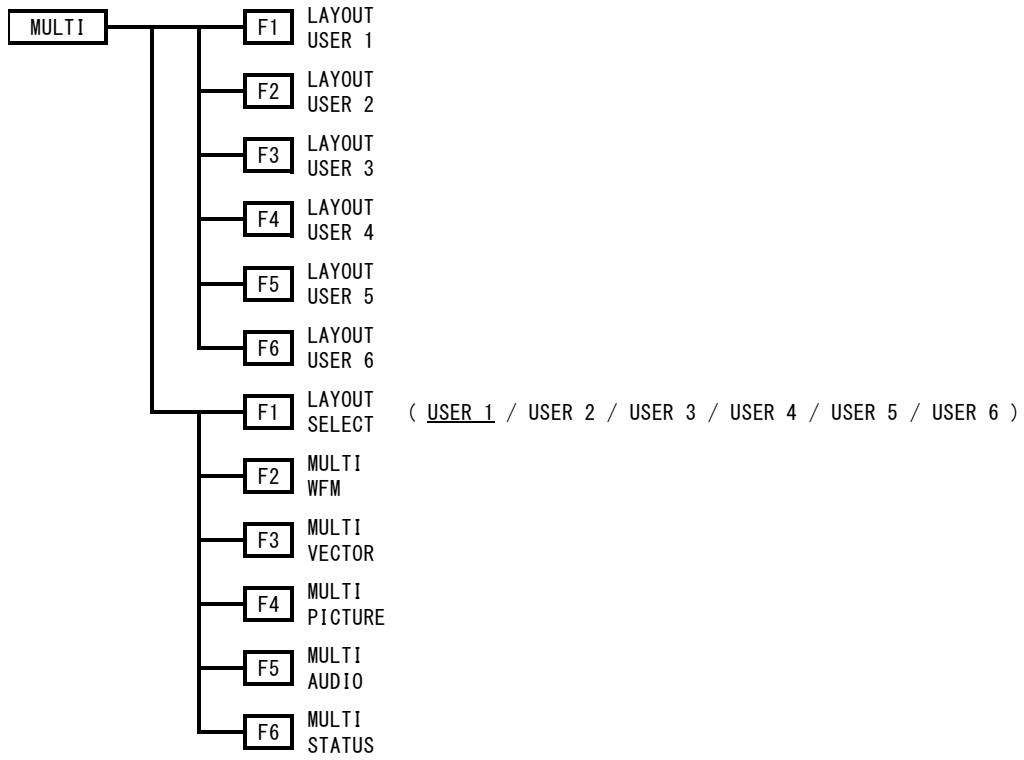 MULTI
F1 LAYOUT
USER 1
F2 LAYOUT
USER 2
F3 LAYOUT
USER 3
F4 LAYOUT
USER 4
F5 LAYOUT
USER 5
F6 LAYOUT
USER 6
F1 LAYOUT
SELECT ( USER 1 / USER 2 / USER 3 / USER 4 / USER 5 / USER 6 )
F2 MULTI
WFM
F3 MULTI
VECTOR
F4 MULTI
PICTURE
F5 MULTI
AUDIO
F6 MULTI
STATUS